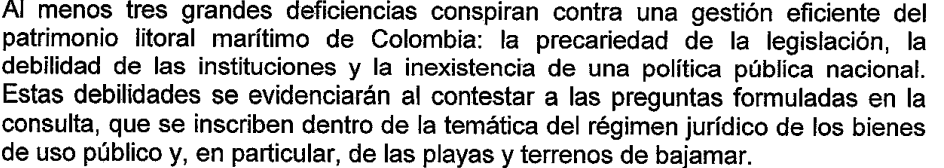 Al menos tres grandes deficiencias conspiran contra una gestión eficiente del
patrimonio litoral marítimo de Colombia: la precariedad de la legislación, la
debilidad de las instituciones y la inexistencia de una política pública nacional.
Estas debilidades se evidenciarán al contestar a las preguntas formuladas en la
consulta, que se inscriben dentro de la temática del régimen jurídico de los bienes
de uso público y, en particular, de las playas y terrenos de bajamar.